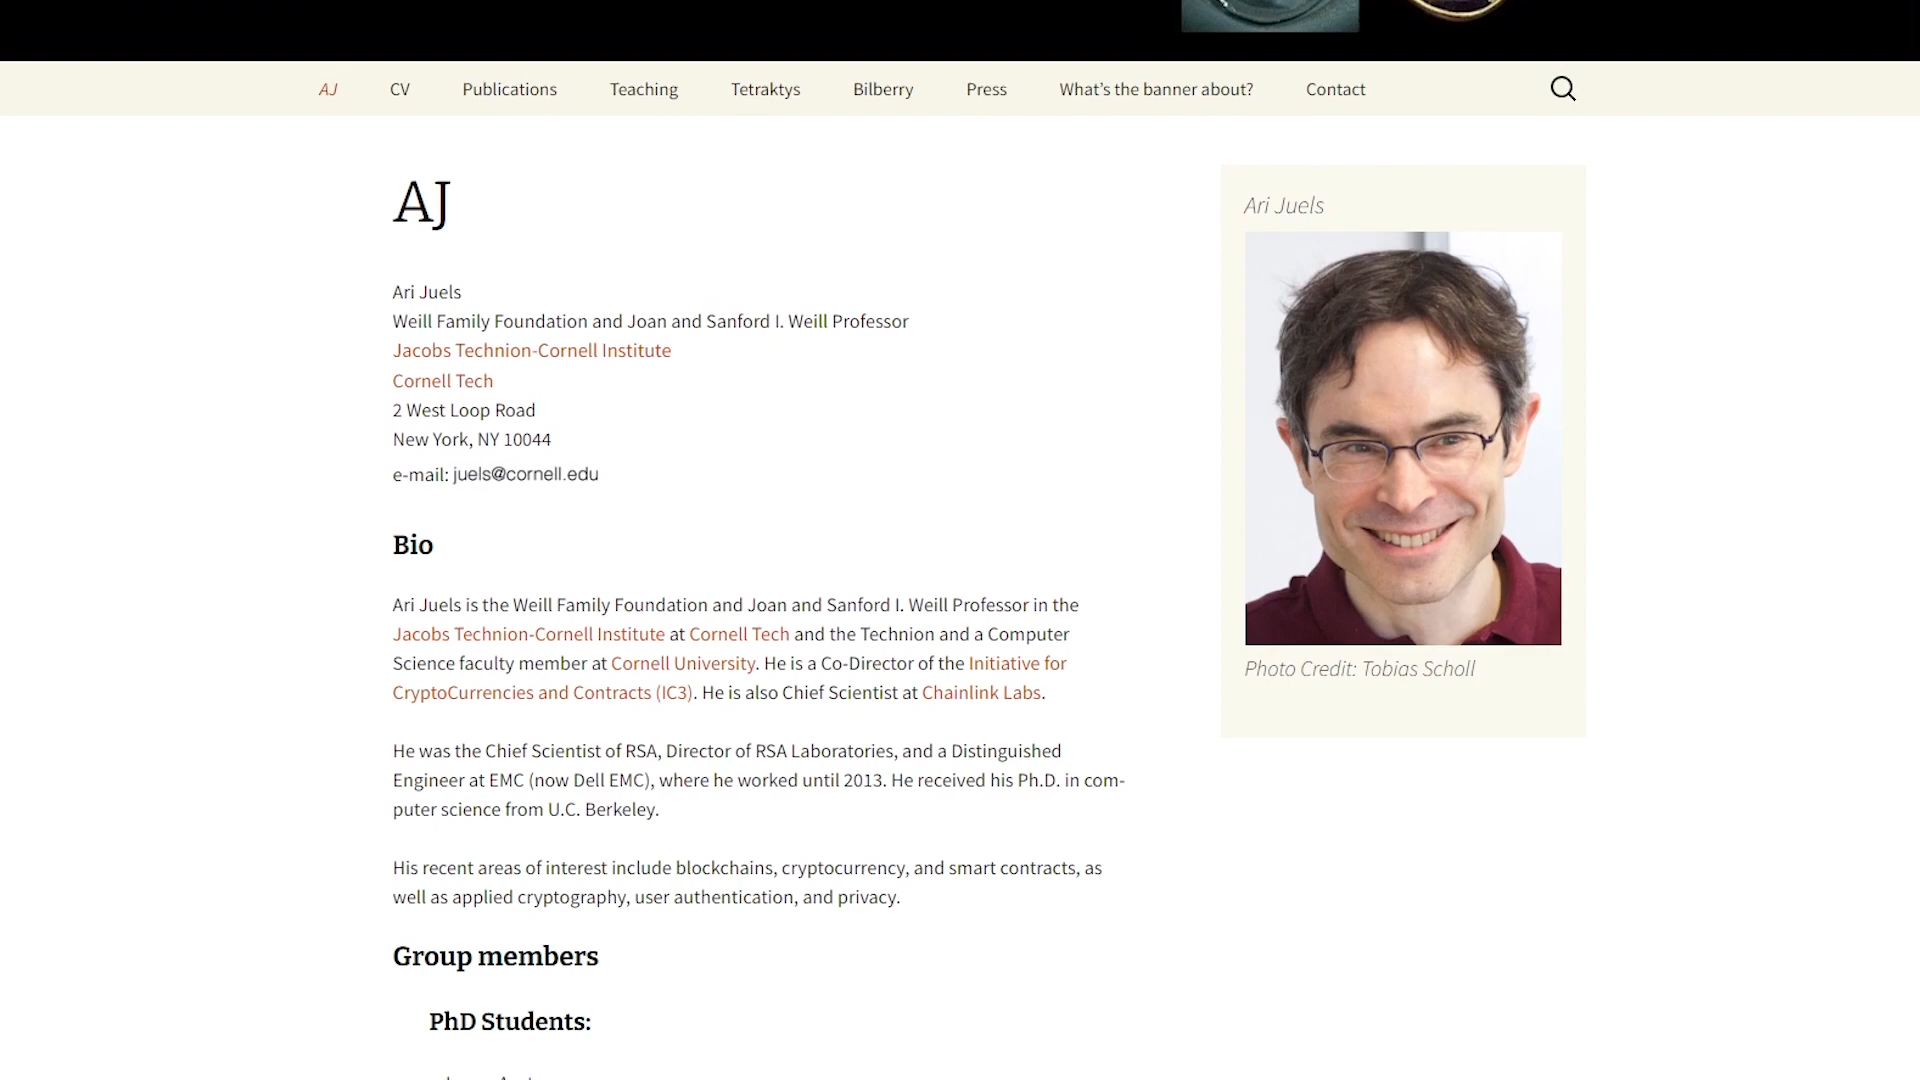 AJ
CV
Publications
Teaching
Tetraktys
Bilberry
Press
What's the banner about?
Contact
AJ
Ari Juels
Weill Family Foundation and Joan and Sanford I. Weill Professor
Jacobs Technion-Cornell Institute
Cornell Tech
2 West Loop Road
New York, NY 10044
e-mail: juels@cornell.edu
Bio
Ari Juels is the Weill Family Foundation and Joan and Sanford I. Weill Professor in the
Jacobs Technion-Cornell Institute at Cornell Tech and the Technion and a Computer
Science faculty member at Cornell University. He is a Co-Director of the Initiative for
CryptoCurrencies and Contracts (IC3). He is also Chief Scientist at Chainlink Labs.
He was the Chief Scientist of RSA, Director of RSA Laboratories, and a Distinguished
Engineer at EMC (now Dell EMC), where he worked until 2013. He received his Ph.D. in com-
puter science from U.C. Berkeley.
His recent areas of interest include blockchains, cryptocurrency, and smart contracts, as
well as applied cryptography, user authentication, and privacy.
Group members
PhD Students:
Ari Juels
Photo Credit: Tobias Scholl